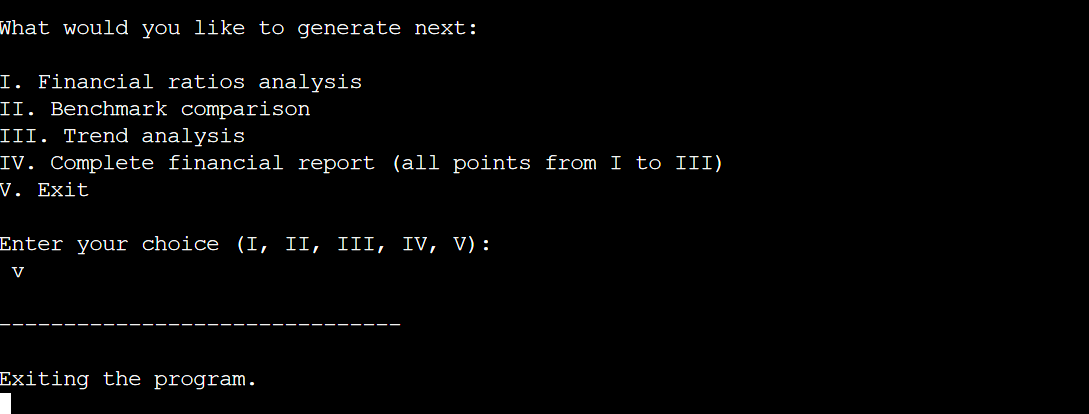 What would you like to generate next:
I. Financial ratios analysis
II. Benchmark comparison
III. Trend analysis
IV. Complete financial report (all points from I to III)
V. Exit
Enter your choice (I, II, III, IV, V):
v
-------------------------------
Exiting the program.